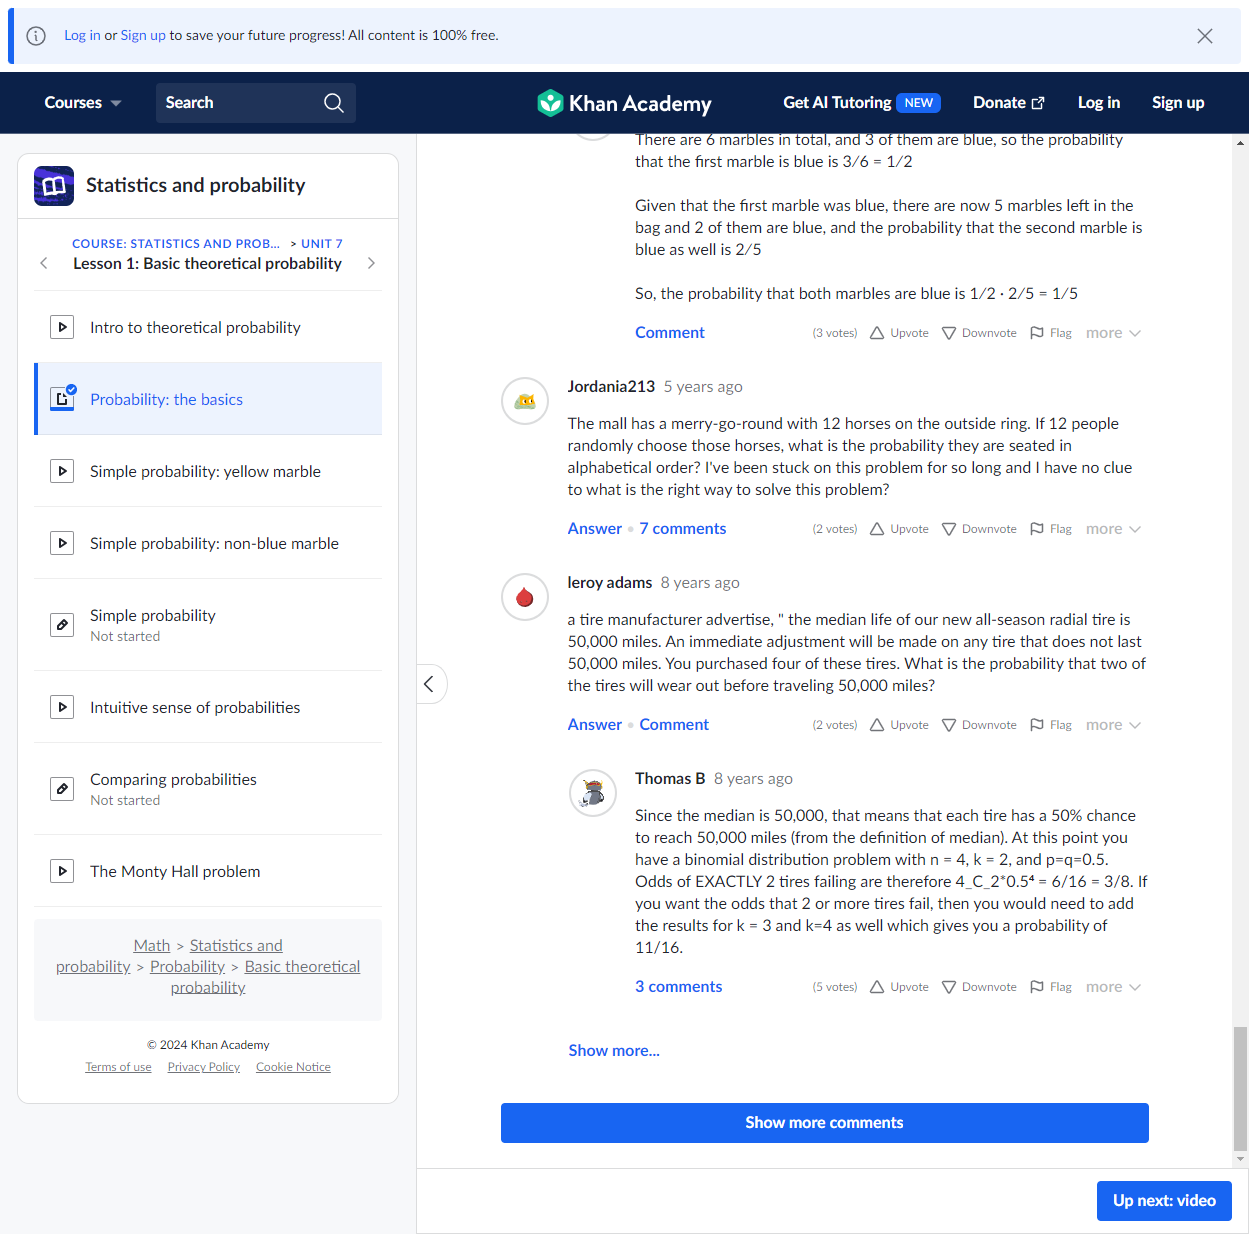 Log in or Sign up to save your future progress! All content is 100% free.
Courses
Search
Khan Academy
Get AI Tutoring NEW
Donate
Log in
Sign up
Statistics and probability
COURSE: STATISTICS AND PROB... > UNIT 7
Lesson 1: Basic theoretical probability
Intro to theoretical probability
Probability: the basics
Simple probability: yellow marble
Simple probability: non-blue marble
Simple probability
Not started
Intuitive sense of probabilities
Comparing probabilities
Not started
The Monty Hall problem
Math > Statistics and
probability > Probability > Basic theoretical
probability
© 2024 Khan Academy
Terms of use Privacy Policy Cookie Notice
There are 6 marbles in total, and 3 of them are blue, so the probability
that the first marble is blue is 3/6 = 1/2
Given that the first marble was blue, there are now 5 marbles left in the
bag and 2 of them are blue, and the probability that the second marble is
blue as well is 2/5
So, the probability that both marbles are blue is 1/2 · 2/5 = 1/5
Comment (3 votes) Upvote Downvote Flag more
Jordania213 5 years ago
The mall has a merry-go-round with 12 horses on the outside ring. If 12 people
randomly choose those horses, what is the probability they are seated in
alphabetical order? I've been stuck on this problem for so long and I have no clue
to what is the right way to solve this problem?
Answer • 7 comments (2 votes) Upvote Downvote Flag more
leroy adams 8 years ago
a tire manufacturer advertise, " the median life of our new all-season radial tire is
50,000 miles. An immediate adjustment will be made on any tire that does not last
50,000 miles. You purchased four of these tires. What is the probability that two of
the tires will wear out before traveling 50,000 miles?
Answer • Comment (2 votes) Upvote Downvote Flag more
Thomas B 8 years ago
Since the median is 50,000, that means that each tire has a 50% chance
to reach 50,000 miles (from the definition of median). At this point you
have a binomial distribution problem with n = 4, k = 2, and p=q=0.5.
Odds of EXACTLY 2 tires failing are therefore 4_C_2*0.5⁴ = 6/16 = 3/8. If
you want the odds that 2 or more tires fail, then you would need to add
the results for k = 3 and k=4 as well which gives you a probability of
11/16.
3 comments (5 votes) Upvote Downvote Flag more
Show more...
Show more comments
Up next: video